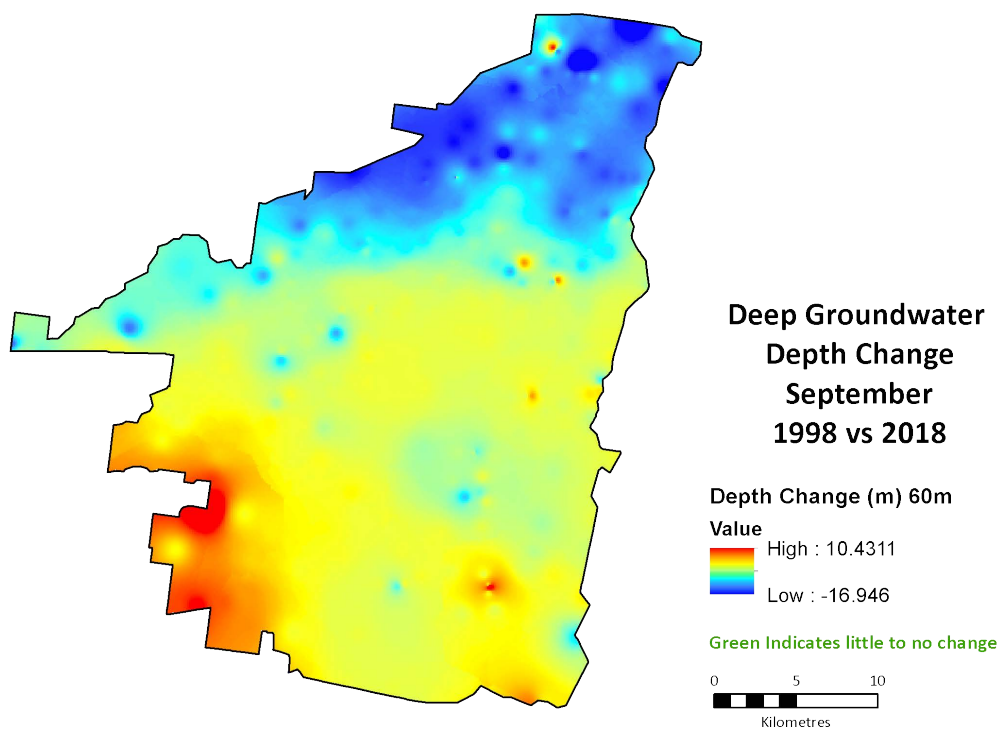 Deep Groundwater
Depth Change
September
1998 vs 2018
Depth Change (m) 60m
Value
High : 10.4311
Low : -16.946
Green Indicates little to no change
0 5 10
Kilometres